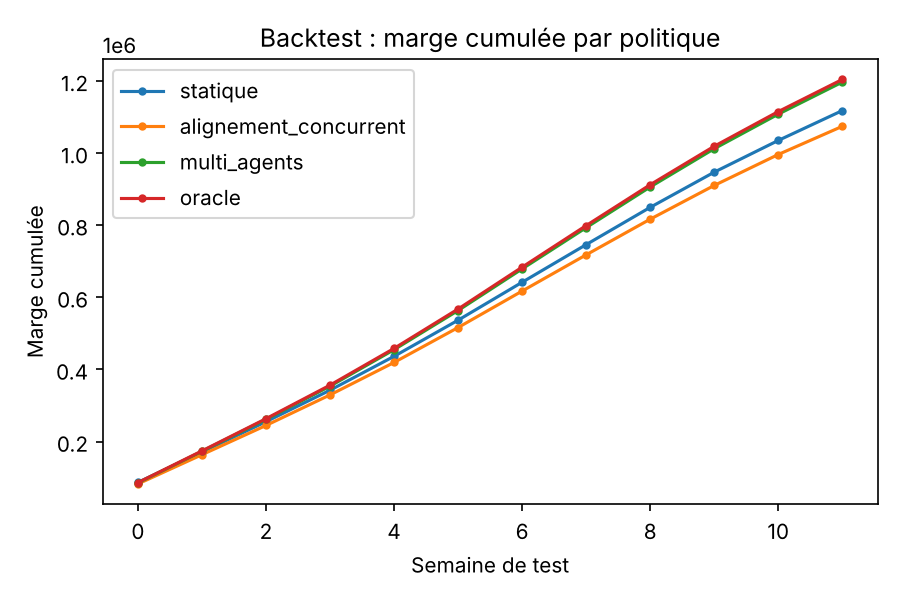 Backtest : marge cumulée par politique
1e6
statique
alignement_concurrent
multi_agents
oracle
Marge cumulée
1.2
1.0
0.8
0.6
0.4
0.2
0 2 4 6 8 10
Semaine de test